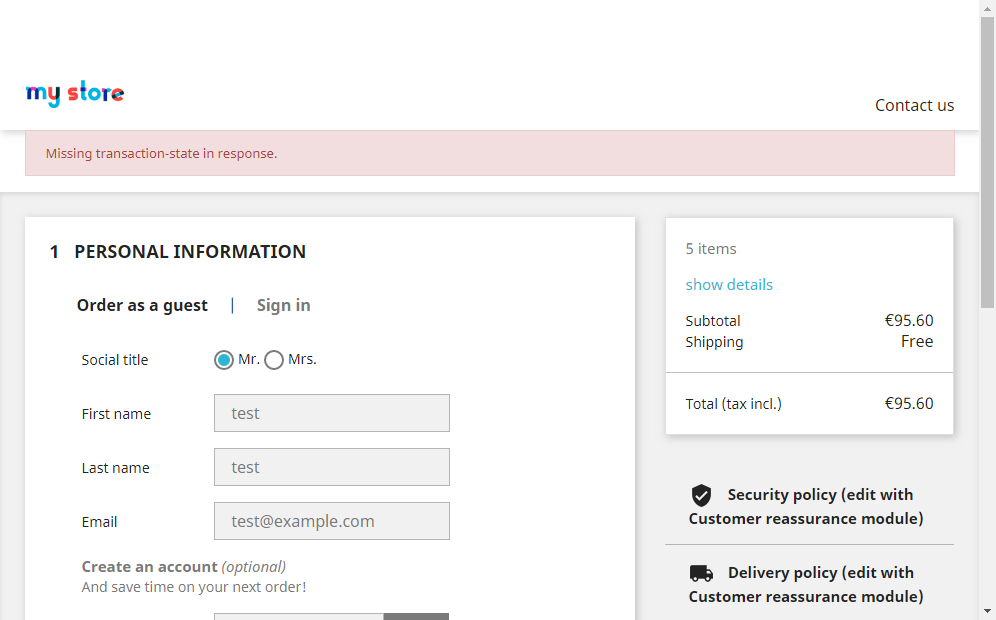 my store
Contact us
Missing transaction-state in response.
1 PERSONAL INFORMATION
Order as a guest | Sign in
Social title Mr. Mrs.
First name test
Last name test
Email test@example.com
Create an account (optional)
And save time on your next order!
5 items
show details
Subtotal €95.60
Shipping Free
Total (tax incl.) €95.60
Security policy (edit with
Customer reassurance module)
Delivery policy (edit with
Customer reassurance module)